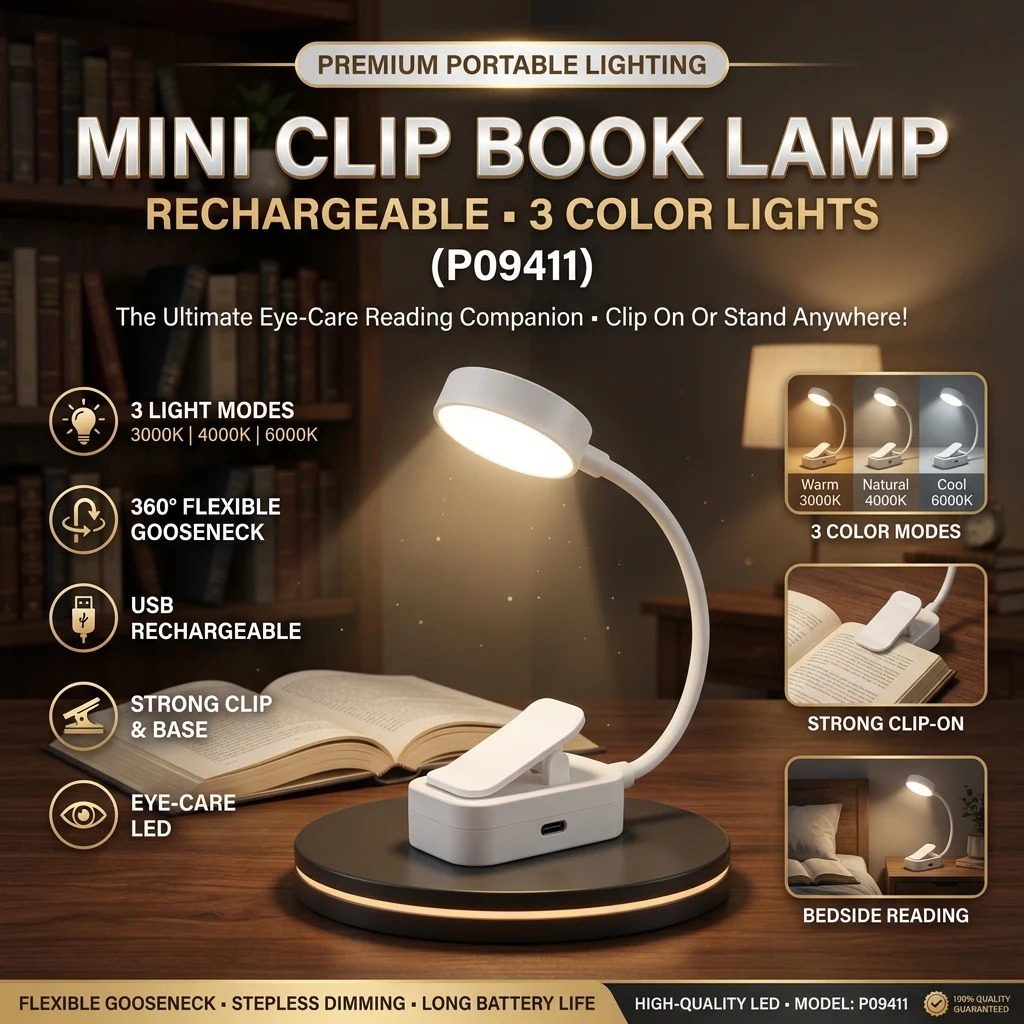 PREMIUM PORTABLE LIGHTING
MINI CLIP BOOK LAMP
RECHARGEABLE ▪ 3 COLOR LIGHTS
(P09411)
The Ultimate Eye-Care Reading Companion ▪ Clip On Or Stand Anywhere!
3 LIGHT MODES
3000K | 4000K | 6000K
360° FLEXIBLE
GOOSENECK
USB
RECHARGEABLE
STRONG CLIP
& BASE
EYE-CARE
LED
Warm Natural Cool
3000K 4000K 6000K
3 COLOR MODES
STRONG CLIP-ON
BEDSIDE READING
FLEXIBLE GOOSENECK ▪ STEPLESS DIMMING ▪ LONG BATTERY LIFE
HIGH-QUALITY LED ▪ MODEL: P09411
100% QUALITY
GUARANTEED